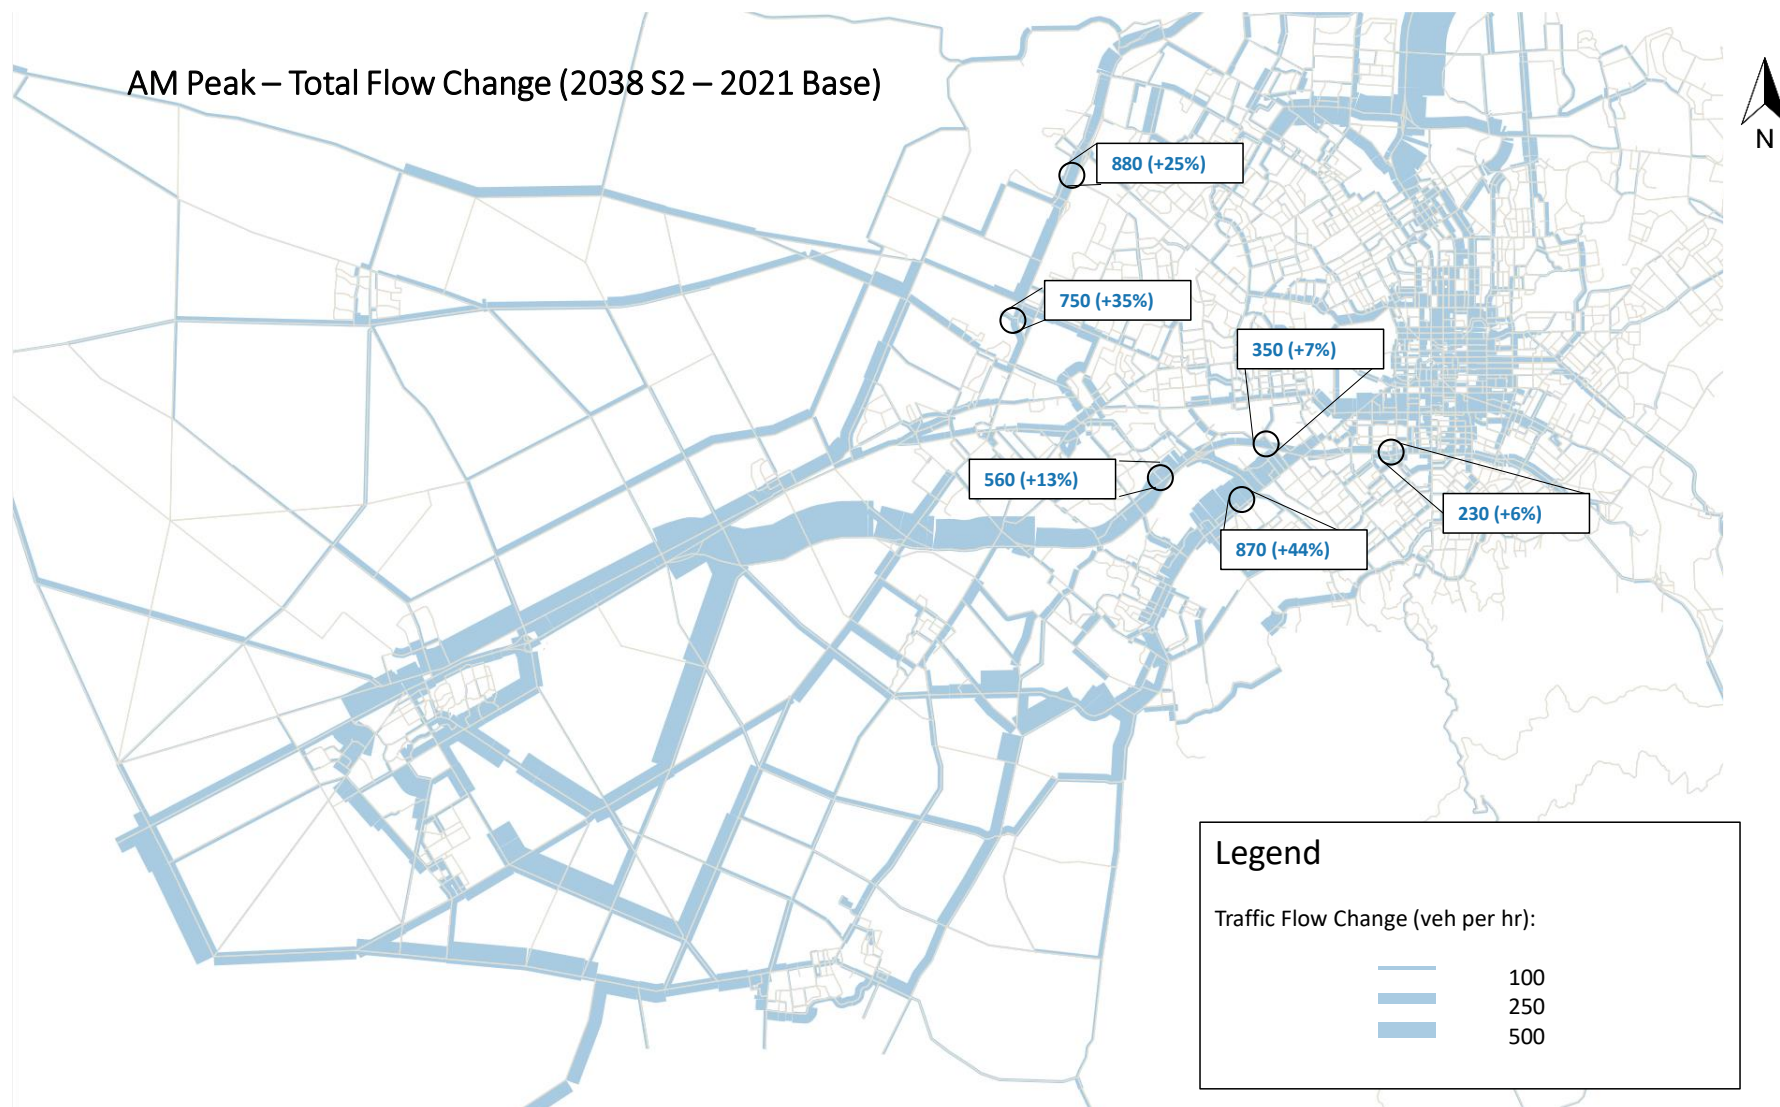 AM Peak – Total Flow Change (2038 S2 – 2021 Base)
N
880 (+25%)
750 (+35%)
350 (+7%)
560 (+13%)
230 (+6%)
870 (+44%)
Legend
Traffic Flow Change (veh per hr):
100
250
500